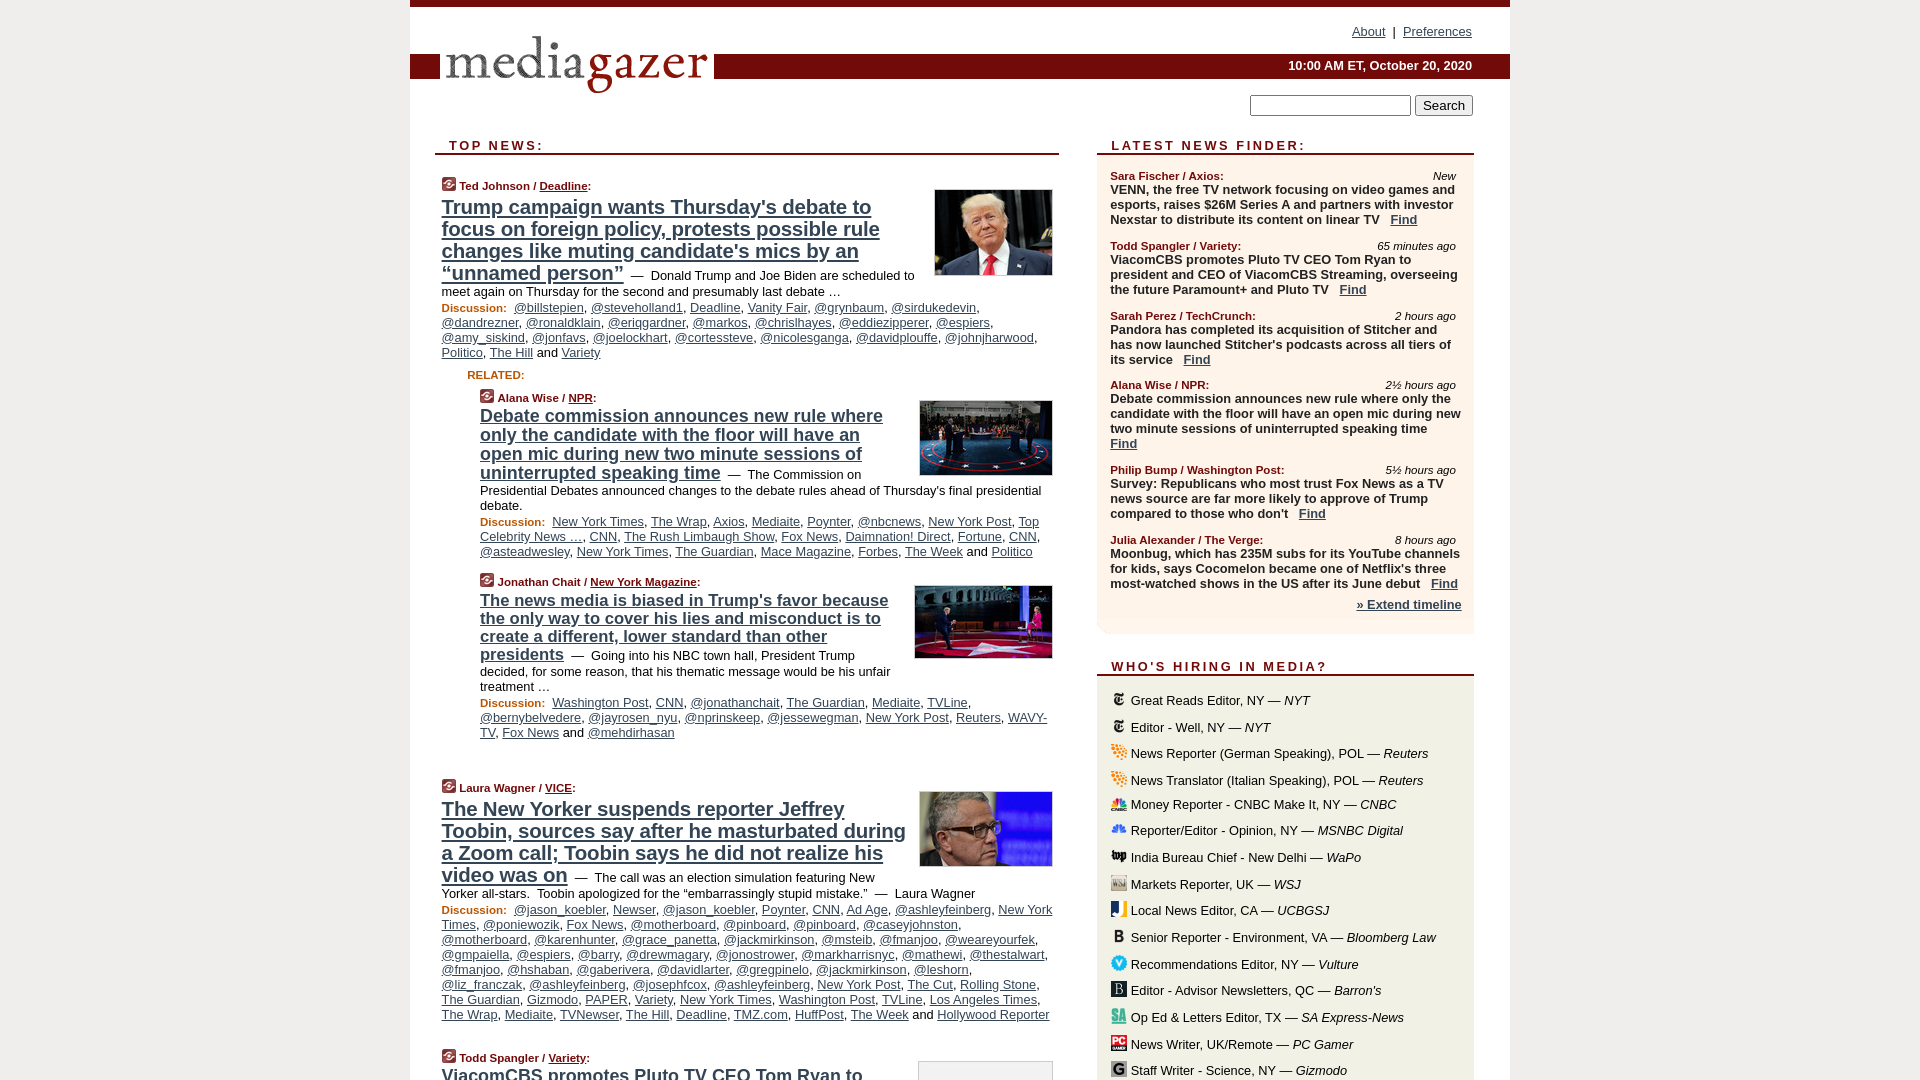 About | Preferences
mediagazer
10:00 AM ET, October 20, 2020
Search
TOP NEWS:
Ted Johnson / Deadline:
Trump campaign wants Thursday's debate to
focus on foreign policy, protests possible rule
changes like muting candidate's mics by an
“unnamed person” — Donald Trump and Joe Biden are scheduled to
meet again on Thursday for the second and presumably last debate …
Discussion: @billstepien, @steveholland1, Deadline, Vanity Fair, @grynbaum, @sirdukedevin,
@dandrezner, @ronaldklain, @eriqgardner, @markos, @chrislhayes, @eddiezipperer, @espiers,
@amy_siskind, @jonfavs, @joelockhart, @cortessteve, @nicolesganga, @davidplouffe, @johnjharwood,
Politico, The Hill and Variety
RELATED:
Alana Wise / NPR:
Debate commission announces new rule where
only the candidate with the floor will have an
open mic during new two minute sessions of
uninterrupted speaking time — The Commission on
Presidential Debates announced changes to the debate rules ahead of Thursday's final presidential
debate.
Discussion: New York Times, The Wrap, Axios, Mediaite, Poynter, @nbcnews, New York Post, Top
Celebrity News …, CNN, The Rush Limbaugh Show, Fox News, Daimnation! Direct, Fortune, CNN,
@asteadwesley, New York Times, The Guardian, Mace Magazine, Forbes, The Week and Politico
Jonathan Chait / New York Magazine:
The news media is biased in Trump's favor because
the only way to cover his lies and misconduct is to
create a different, lower standard than other
presidents — Going into his NBC town hall, President Trump
decided, for some reason, that his thematic message would be his unfair
treatment …
Discussion: Washington Post, CNN, @jonathanchait, The Guardian, Mediaite, TVLine,
@bernybelvedere, @jayrosen_nyu, @nprinskeep, @jessewegman, New York Post, Reuters, WAVY-
TV, Fox News and @mehdirhasan
Laura Wagner / VICE:
The New Yorker suspends reporter Jeffrey
Toobin, sources say after he masturbated during
a Zoom call; Toobin says he did not realize his
video was on — The call was an election simulation featuring New
Yorker all-stars. Toobin apologized for the “embarrassingly stupid mistake.” — Laura Wagner
Discussion: @jason_koebler, Newser, @jason_koebler, Poynter, CNN, Ad Age, @ashleyfeinberg, New York
Times, @poniewozik, Fox News, @motherboard, @pinboard, @pinboard, @caseyjohnston,
@motherboard, @karenhunter, @grace_panetta, @jackmirkinson, @msteib, @fmanjoo, @weareyourfek,
@gmpaiella, @espiers, @barry, @drewmagary, @jonostrower, @markharrisnyc, @mathewi, @thestalwart,
@fmanjoo, @hshaban, @gaberivera, @davidlarter, @gregpinelo, @jackmirkinson, @leshorn,
@liz_franczak, @ashleyfeinberg, @josephfcox, @ashleyfeinberg, New York Post, The Cut, Rolling Stone,
The Guardian, Gizmodo, PAPER, Variety, New York Times, Washington Post, TVLine, Los Angeles Times,
The Wrap, Mediaite, TVNewser, The Hill, Deadline, TMZ.com, HuffPost, The Week and Hollywood Reporter
Todd Spangler / Variety:
ViacomCBS promotes Pluto TV CEO Tom Ryan to
LATEST NEWS FINDER:
Sara Fischer / Axios: New
VENN, the free TV network focusing on video games and
esports, raises $26M Series A and partners with investor
Nexstar to distribute its content on linear TV Find
Todd Spangler / Variety: 65 minutes ago
ViacomCBS promotes Pluto TV CEO Tom Ryan to
president and CEO of ViacomCBS Streaming, overseeing
the future Paramount+ and Pluto TV Find
Sarah Perez / TechCrunch: 2 hours ago
Pandora has completed its acquisition of Stitcher and
has now launched Stitcher's podcasts across all tiers of
its service Find
Alana Wise / NPR: 2½ hours ago
Debate commission announces new rule where only the
candidate with the floor will have an open mic during new
two minute sessions of uninterrupted speaking time
Find
Philip Bump / Washington Post: 5½ hours ago
Survey: Republicans who most trust Fox News as a TV
news source are far more likely to approve of Trump
compared to those who don't Find
Julia Alexander / The Verge: 8 hours ago
Moonbug, which has 235M subs for its YouTube channels
for kids, says Cocomelon became one of Netflix's three
most-watched shows in the US after its June debut Find
» Extend timeline
WHO'S HIRING IN MEDIA?
Great Reads Editor, NY — NYT
Editor - Well, NY — NYT
News Reporter (German Speaking), POL — Reuters
News Translator (Italian Speaking), POL — Reuters
Money Reporter - CNBC Make It, NY — CNBC
Reporter/Editor - Opinion, NY — MSNBC Digital
India Bureau Chief - New Delhi — WaPo
Markets Reporter, UK — WSJ
Local News Editor, CA — UCBGSJ
Senior Reporter - Environment, VA — Bloomberg Law
Recommendations Editor, NY — Vulture
Editor - Advisor Newsletters, QC — Barron's
Op Ed & Letters Editor, TX — SA Express-News
News Writer, UK/Remote — PC Gamer
Staff Writer - Science, NY — Gizmodo